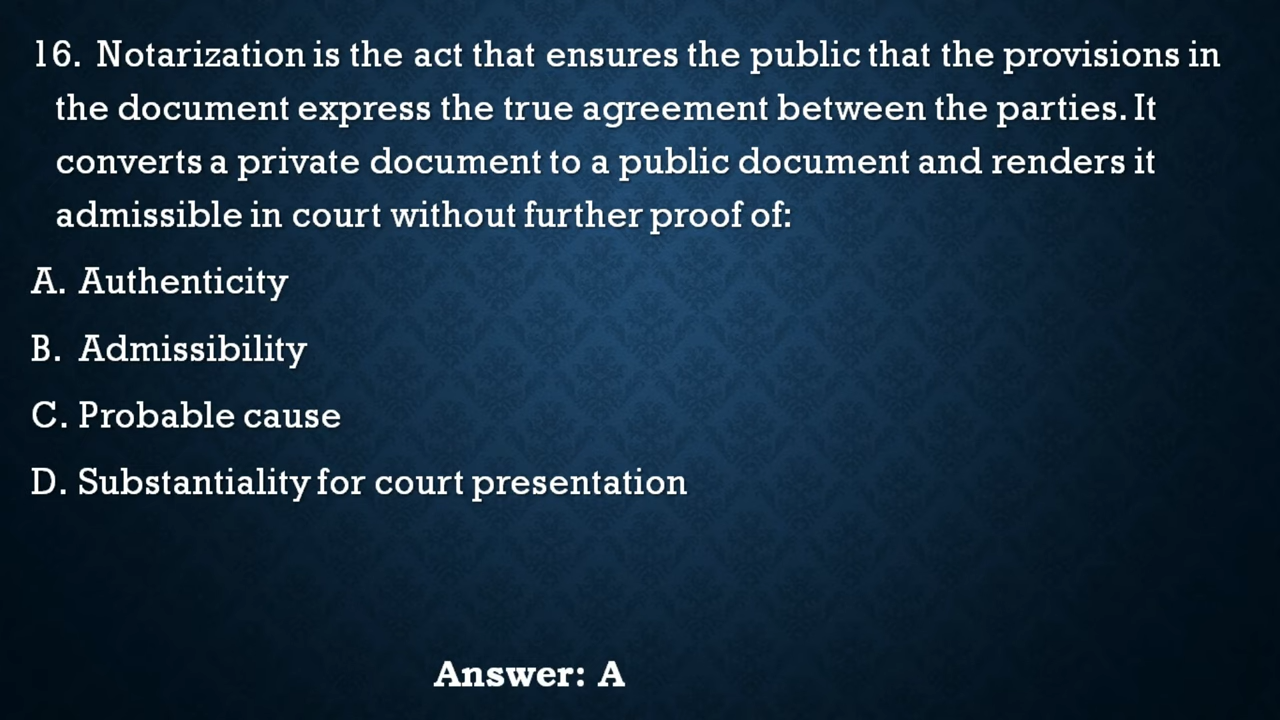 16. Notarization is the act that ensures the public that the provisions in
the document express the true agreement between the parties. It
converts a private document to a public document and renders it
admissible in court without further proof of:
A. Authenticity
B. Admissibility
C. Probable cause
D. Substantiality for court presentation
Answer: A